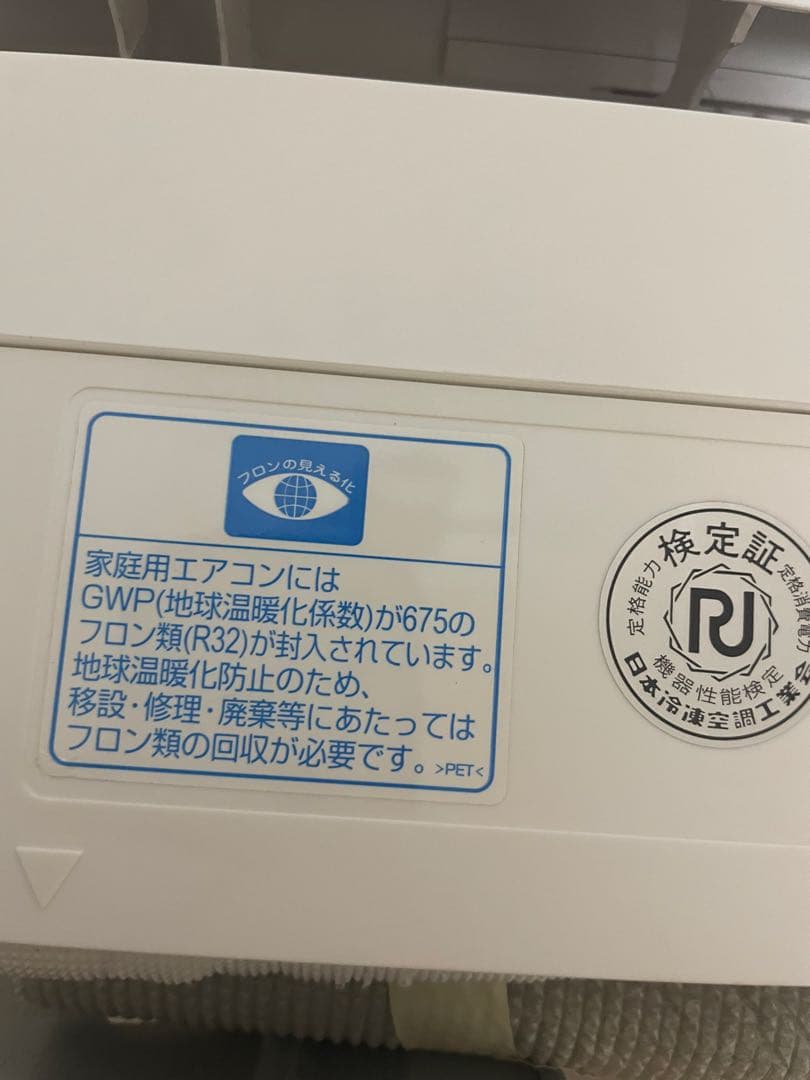 フロンの見える化
家庭用エアコンには
GWP(地球温暖化係数)が675の
フロン類(R32)が封入されています。
地球温暖化防止のため、
移設・修理・廃棄等にあたっては
フロン類の回収が必要です。>PET<
検定証
定格能力
定格消費電力
機器性能検定
日本冷凍空調工業会